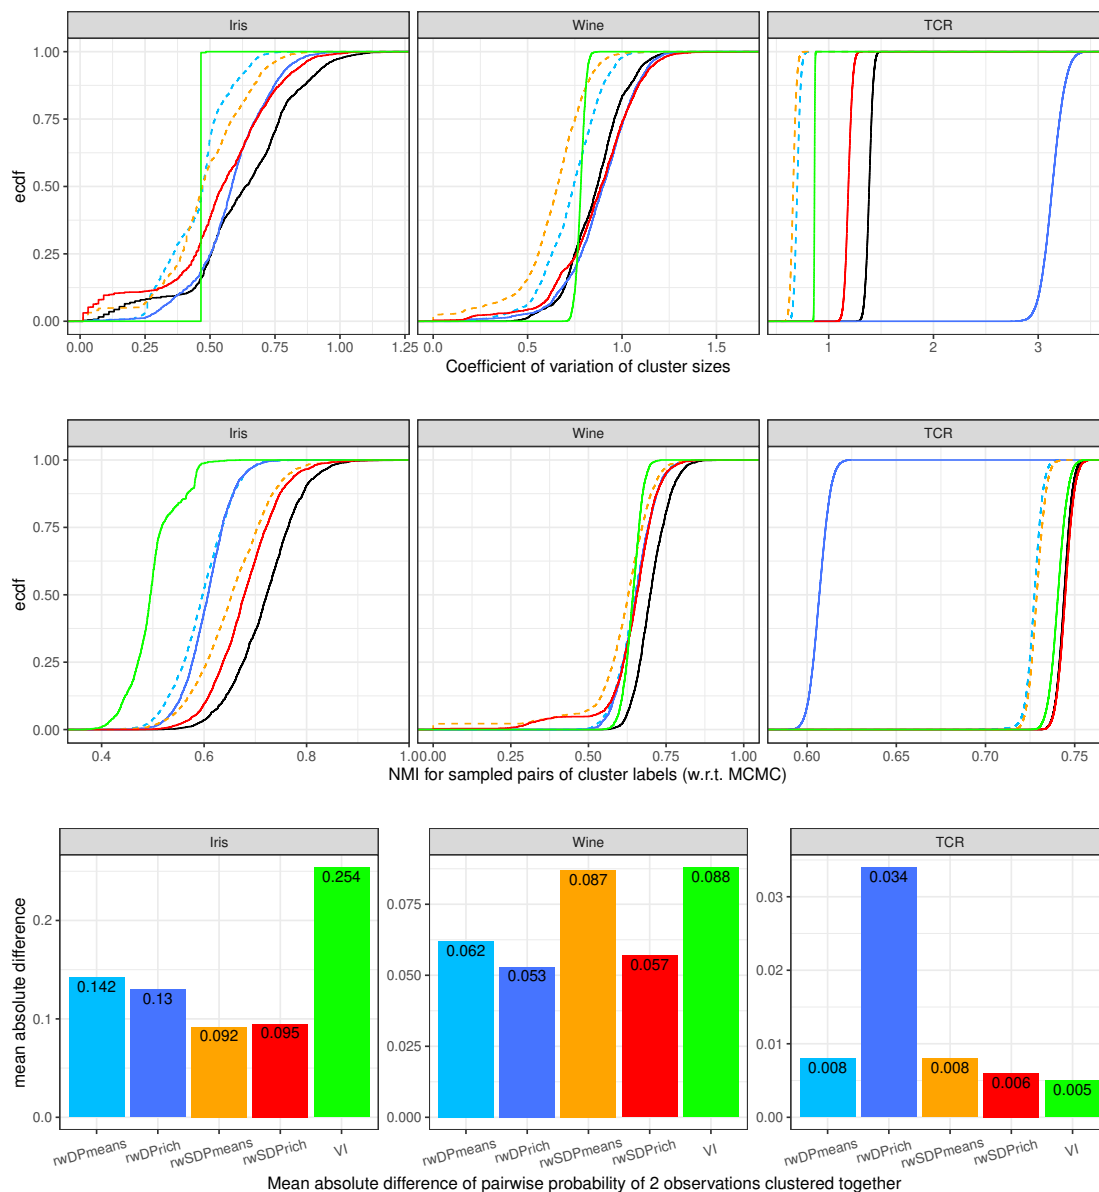 Iris Wine TCR
1.00
0.75
0.50
0.25
0.00
ecdf
0.00 0.25 0.50 0.75 1.00 1.25 0.0 0.5 1.0 1.5 1 2 3
Coefficient of variation of cluster sizes
Iris Wine TCR
1.00
0.75
0.50
0.25
0.00
ecdf
0.4 0.6 0.8 1.00 0.00 0.25 0.50 0.75 1.00 0.60 0.65 0.70 0.75
NMI for sampled pairs of cluster labels (w.r.t. MCMC)
Iris Wine TCR
mean absolute difference
0.2
0.1
0.0
0.142 0.13 0.092 0.095 0.254
0.075
0.050
0.025
0.000
0.062 0.053 0.087 0.057 0.088
0.03
0.02
0.01
0.00
0.008 0.034 0.008 0.006 0.005
rwDPmeans rwDPrich rwSDPmeans rwSDPrich VI rwDPmeans rwDPrich rwSDPmeans rwSDPrich VI rwDPmeans rwDPrich rwSDPmeans rwSDPrich VI
Mean absolute difference of pairwise probability of 2 observations clustered together